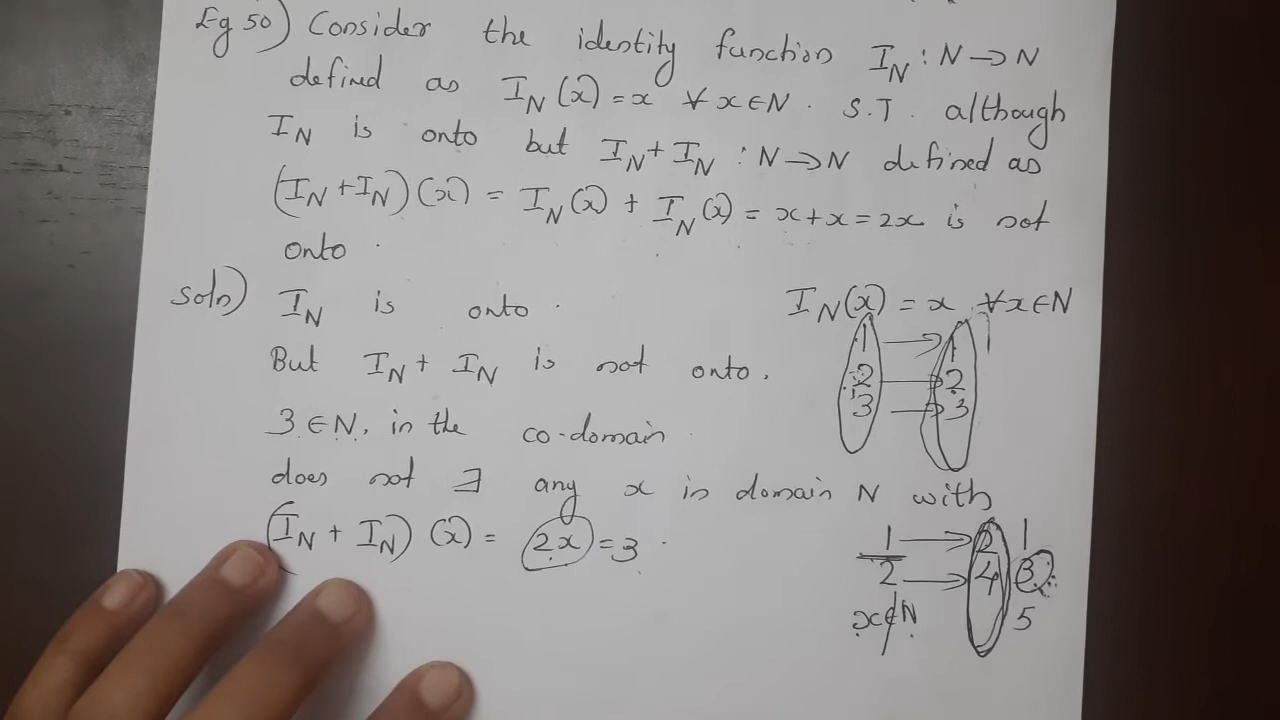 Eg 50) Consider the identity function I_N : N → N
defined as I_N (x) = x ∀ x ∈ N . S.T. although
I_N is onto but I_N + I_N : N → N defined as
(I_N + I_N) (x) = I_N (x) + I_N (x) = x + x = 2x is not
onto .
Soln) I_N is onto .
I_N (x) = x ∀ x ∈ N
1 → 1
2 → 2
3 → 3
But I_N + I_N is not onto .
3 ∈ N, in the co-domain
does not ∃ any x in domain N with
(I_N + I_N) (x) = 2x = 3 .
1 → 2 1
2 → 4 3
x ∉ N 5